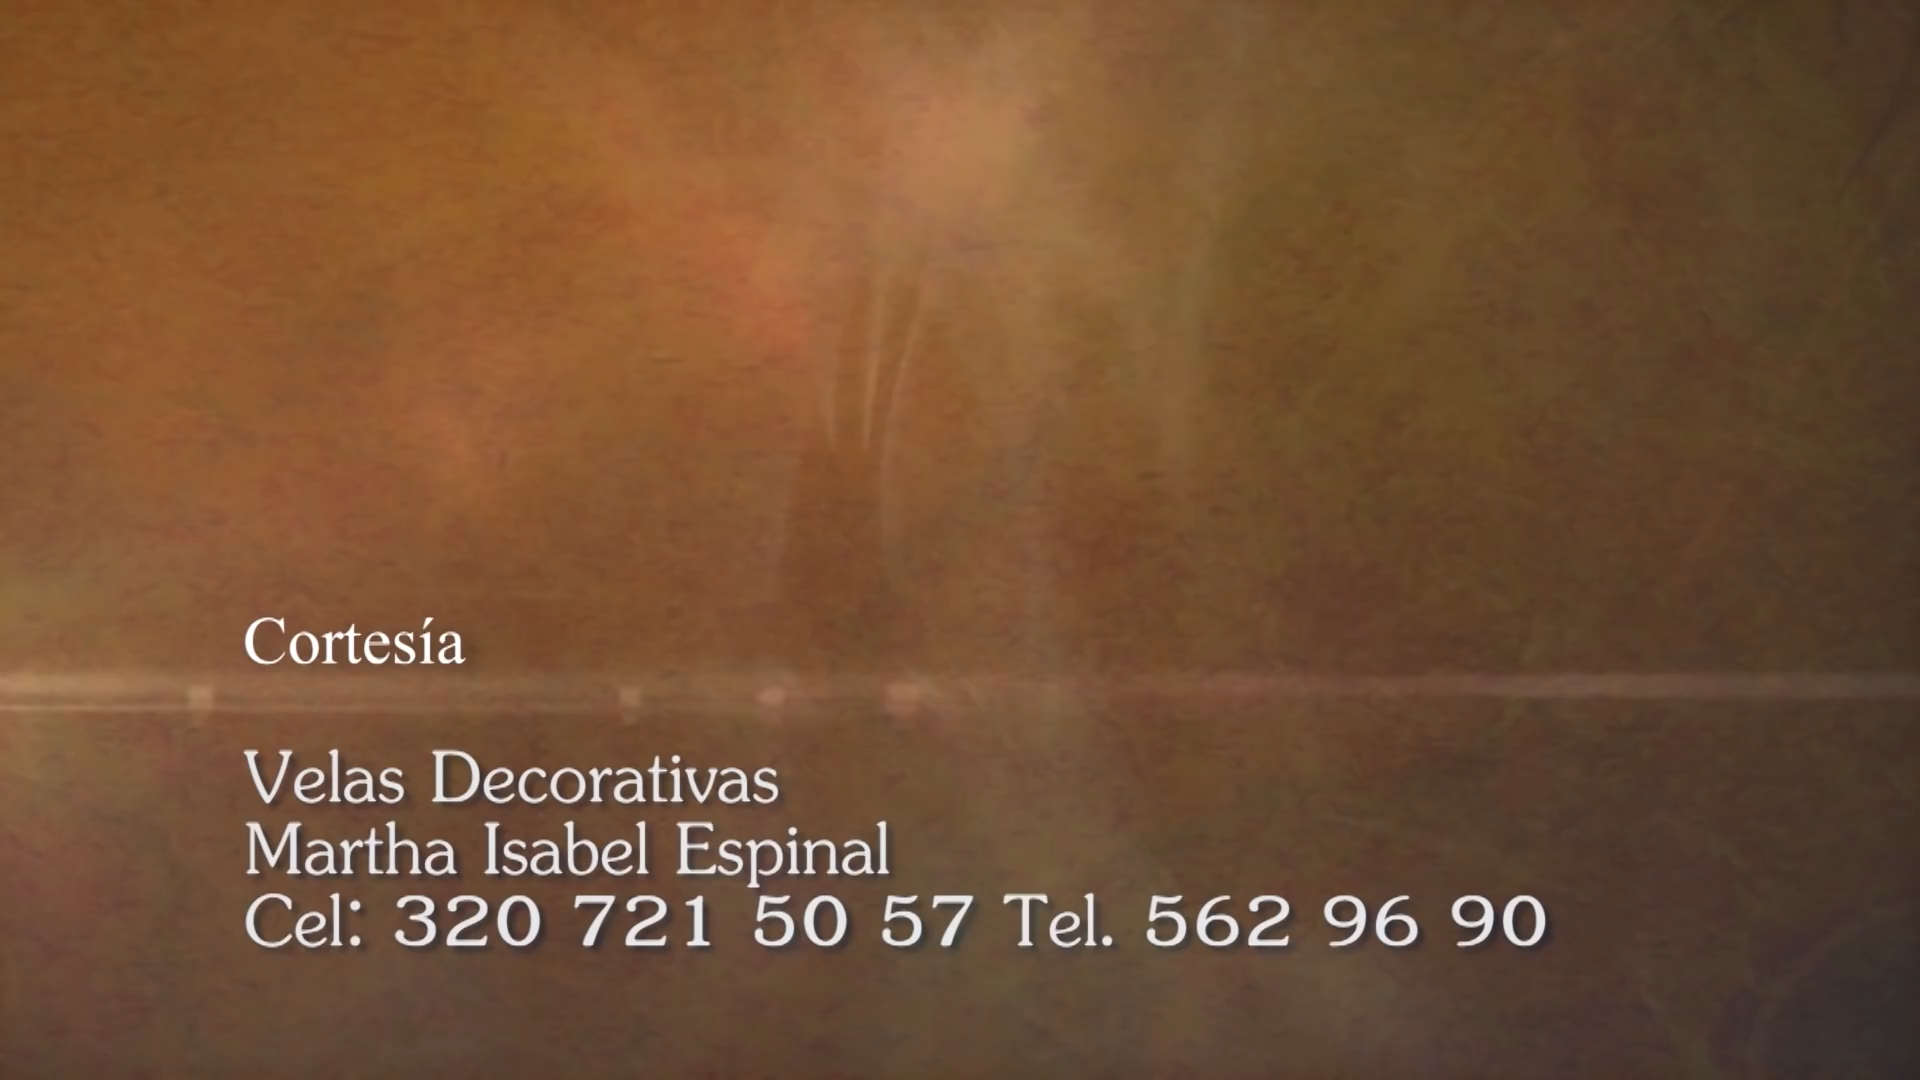 Cortesía
Velas Decorativas
Martha Isabel Espinal
Cel: 320 721 50 57 Tel. 562 96 90